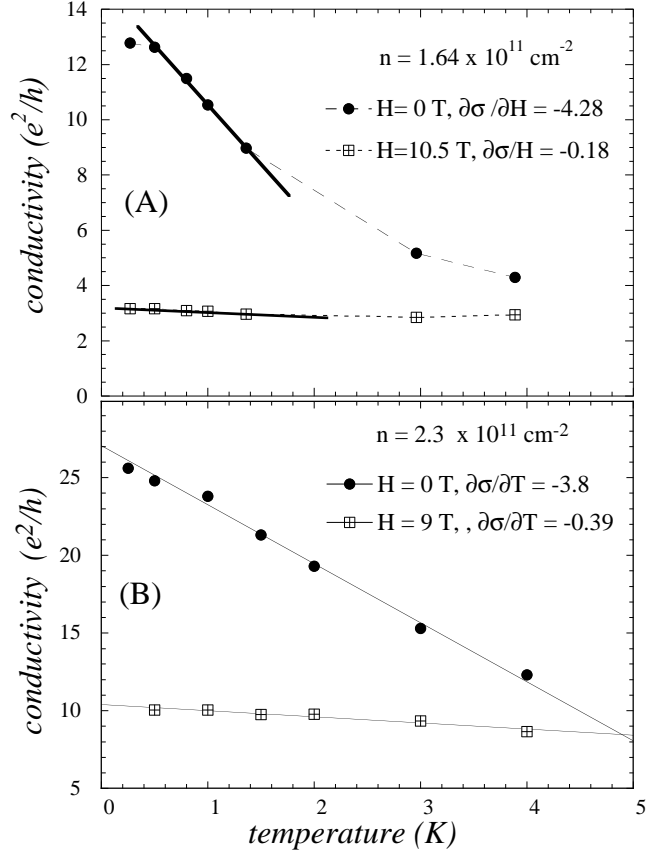 14
12
10
8
6
4
2
0
conductivity (e²/h)
(A)
n = 1.64 x 10¹¹ cm⁻²
H= 0 T, ∂σ /∂H = -4.28
H=10.5 T, ∂σ/H = -0.18
25
20
15
10
5
conductivity (e²/h)
(B)
n = 2.3 x 10¹¹ cm⁻²
H = 0 T, ∂σ/∂T = -3.8
H = 9 T, , ∂σ/∂T = -0.39
0 1 2 3 4 5
temperature (K)